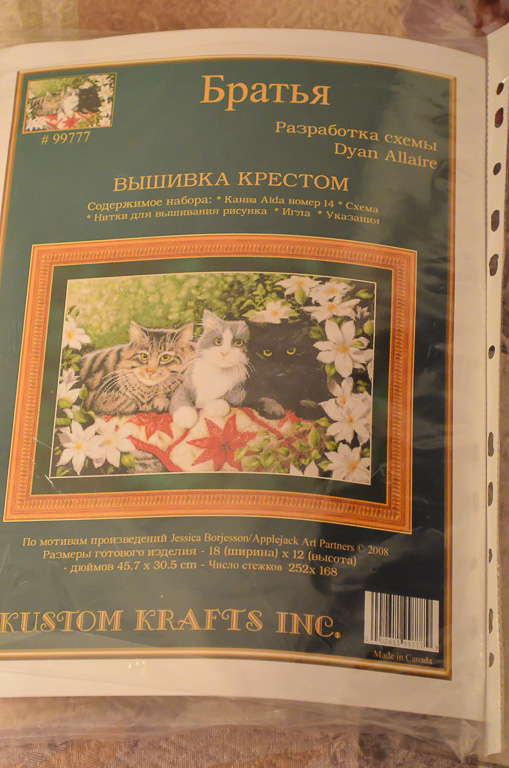 Братья
# 99777
Разработка схемы
Dyan Allaire
ВЫШИВКА КРЕСТОМ
Содержимое набора: * Канва Aida номер 14 * Схема
* Нитки для вышивания рисунка * Игла * Указания
По мотивам произведений Jessica Borjesson/Applejack Art Partners © 2008
Размеры готового изделия - 18 (ширина) x 12 (высота)
- дюймов 45.7 x 30.5 cm - Число стежков 252x 168
KUSTOM KRAFTS INC.®
Made in Canada